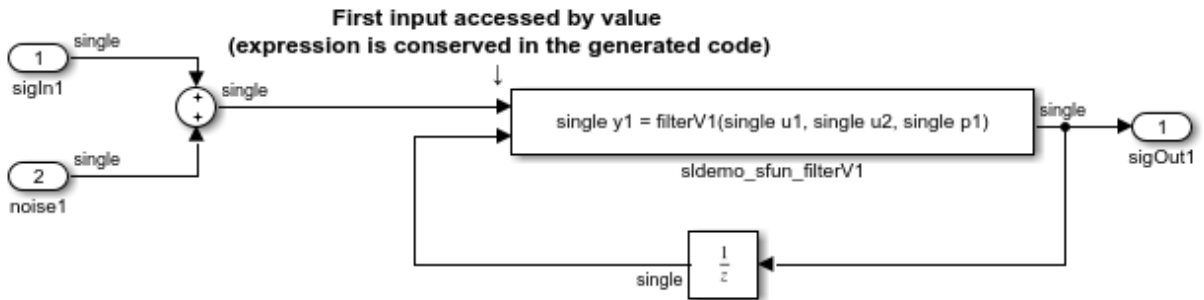 First input accessed by value
(expression is conserved in the generated code)
↓
1
single
sigIn1
+
+
single
single y1 = filterV1(single u1, single u2, single p1)
sldemo_sfun_filterV1
single
1
sigOut1
2
single
noise1
single
1
z